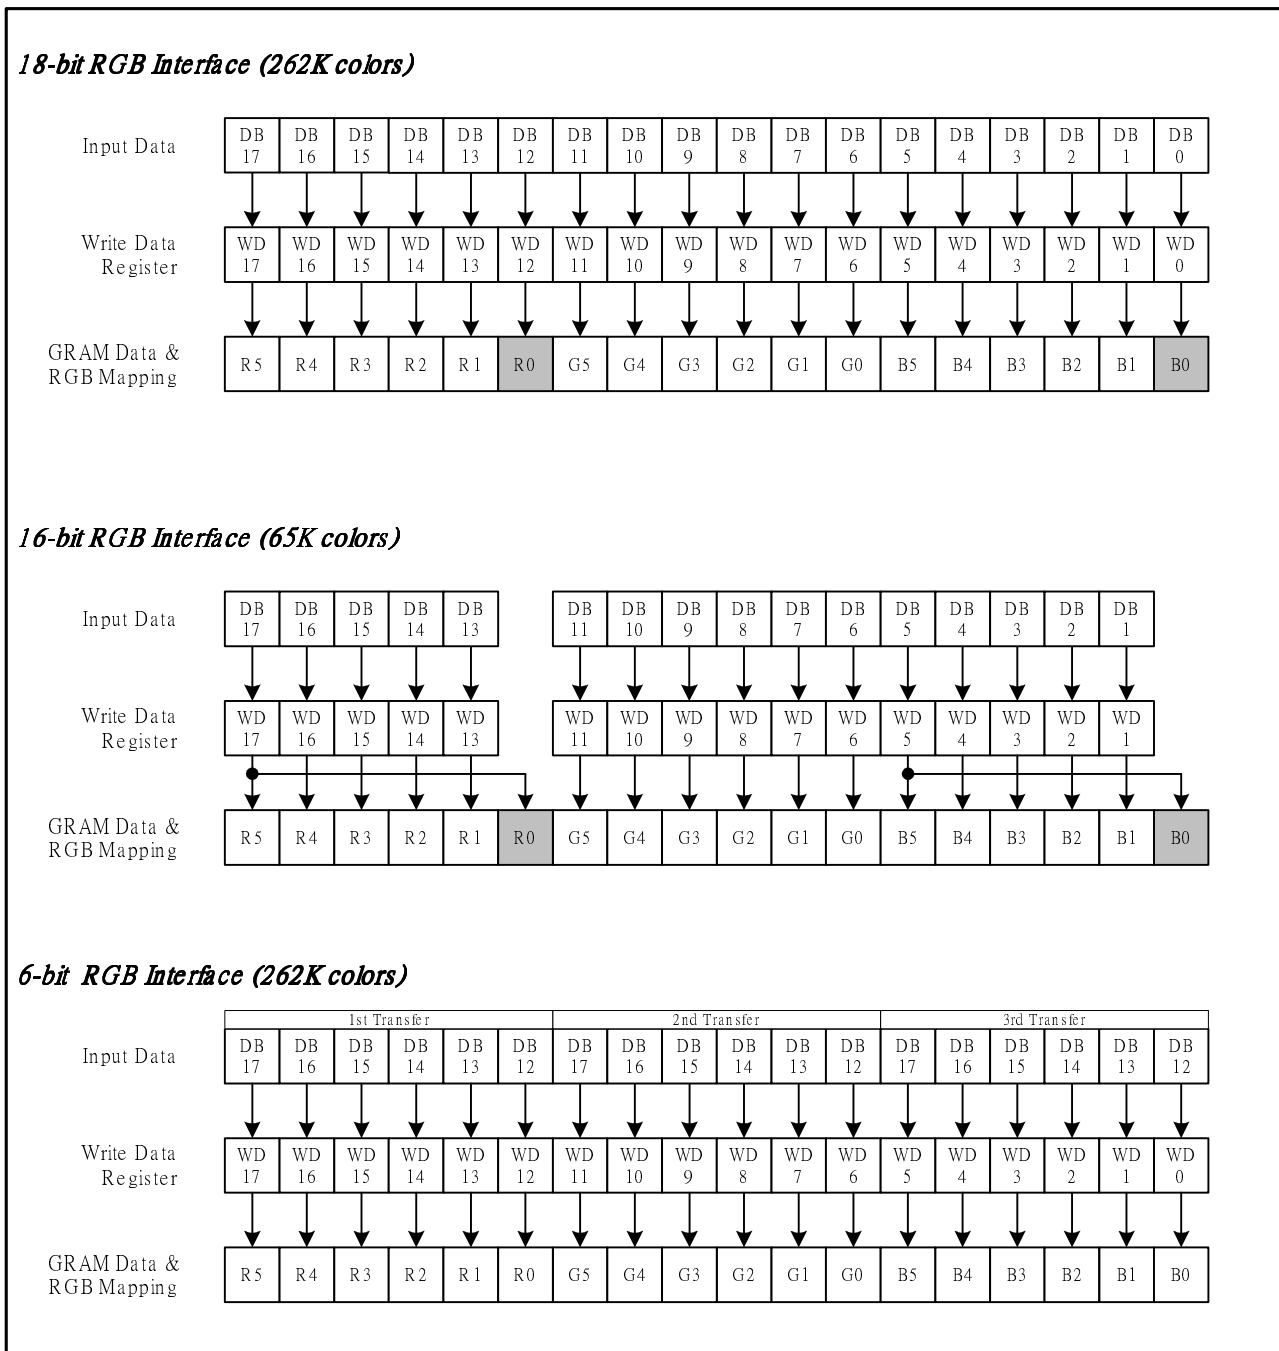 18-bit RGB Interface (262K colors)
Input Data
DB 17 DB 16 DB 15 DB 14 DB 13 DB 12 DB 11 DB 10 DB 9 DB 8 DB 7 DB 6 DB 5 DB 4 DB 3 DB 2 DB 1 DB 0
Write Data
Register
WD 17 WD 16 WD 15 WD 14 WD 13 WD 12 WD 11 WD 10 WD 9 WD 8 WD 7 WD 6 WD 5 WD 4 WD 3 WD 2 WD 1 WD 0
GRAM Data &
RGB Mapping
R5 R4 R3 R2 R1 R0 G5 G4 G3 G2 G1 G0 B5 B4 B3 B2 B1 B0
16-bit RGB Interface (65K colors)
Input Data
DB 17 DB 16 DB 15 DB 14 DB 13 DB 11 DB 10 DB 9 DB 8 DB 7 DB 6 DB 5 DB 4 DB 3 DB 2 DB 1
Write Data
Register
WD 17 WD 16 WD 15 WD 14 WD 13 WD 11 WD 10 WD 9 WD 8 WD 7 WD 6 WD 5 WD 4 WD 3 WD 2 WD 1
GRAM Data &
RGB Mapping
R5 R4 R3 R2 R1 R0 G5 G4 G3 G2 G1 G0 B5 B4 B3 B2 B1 B0
6-bit RGB Interface (262K colors)
1st Transfer 2nd Transfer 3rd Transfer
Input Data
DB 17 DB 16 DB 15 DB 14 DB 13 DB 12 DB 17 DB 16 DB 15 DB 14 DB 13 DB 12 DB 17 DB 16 DB 15 DB 14 DB 13 DB 12
Write Data
Register
WD 17 WD 16 WD 15 WD 14 WD 13 WD 12 WD 11 WD 10 WD 9 WD 8 WD 7 WD 6 WD 5 WD 4 WD 3 WD 2 WD 1 WD 0
GRAM Data &
RGB Mapping
R5 R4 R3 R2 R1 R0 G5 G4 G3 G2 G1 G0 B5 B4 B3 B2 B1 B0